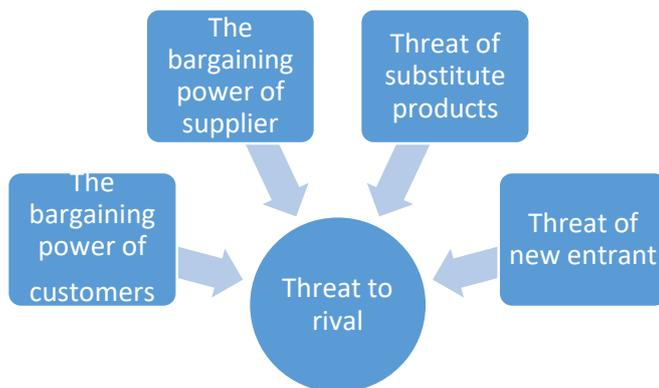 The
bargaining
power of
supplier
Threat of
substitute
products
The
bargaining
power of
customers
Threat of
new entrant
Threat to
rival